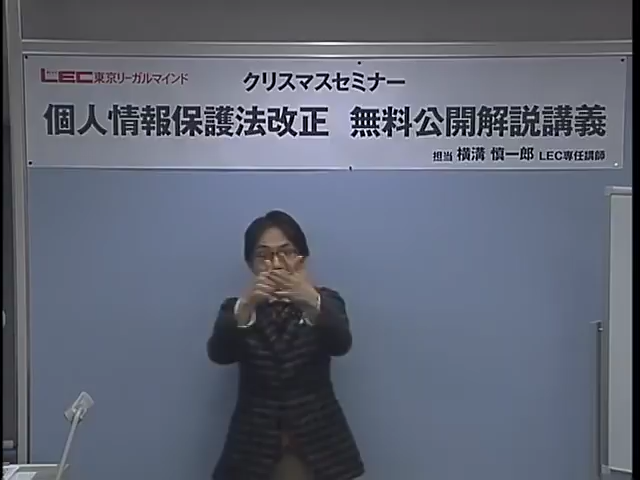 LEC東京リーガルマインド
クリスマスセミナー
個人情報保護法改正 無料公開解説講義
担当 横溝 慎一郎 LEC専任講師